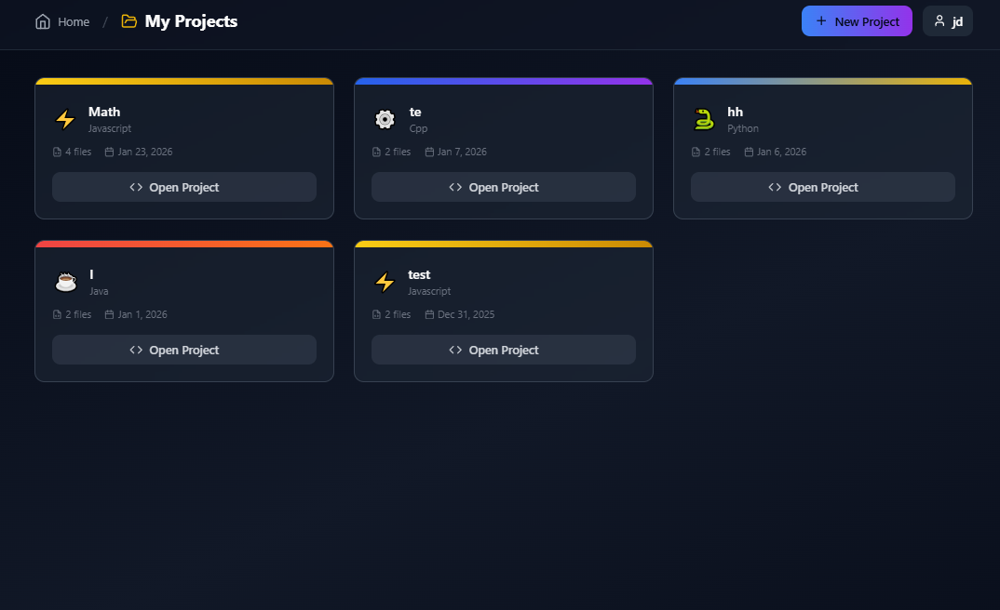 Home / My Projects
+ New Project
jd
Math
Javascript
4 files Jan 23, 2026
<> Open Project
te
Cpp
2 files Jan 7, 2026
<> Open Project
hh
Python
2 files Jan 6, 2026
<> Open Project
l
Java
2 files Jan 1, 2026
<> Open Project
test
Javascript
2 files Dec 31, 2025
<> Open Project